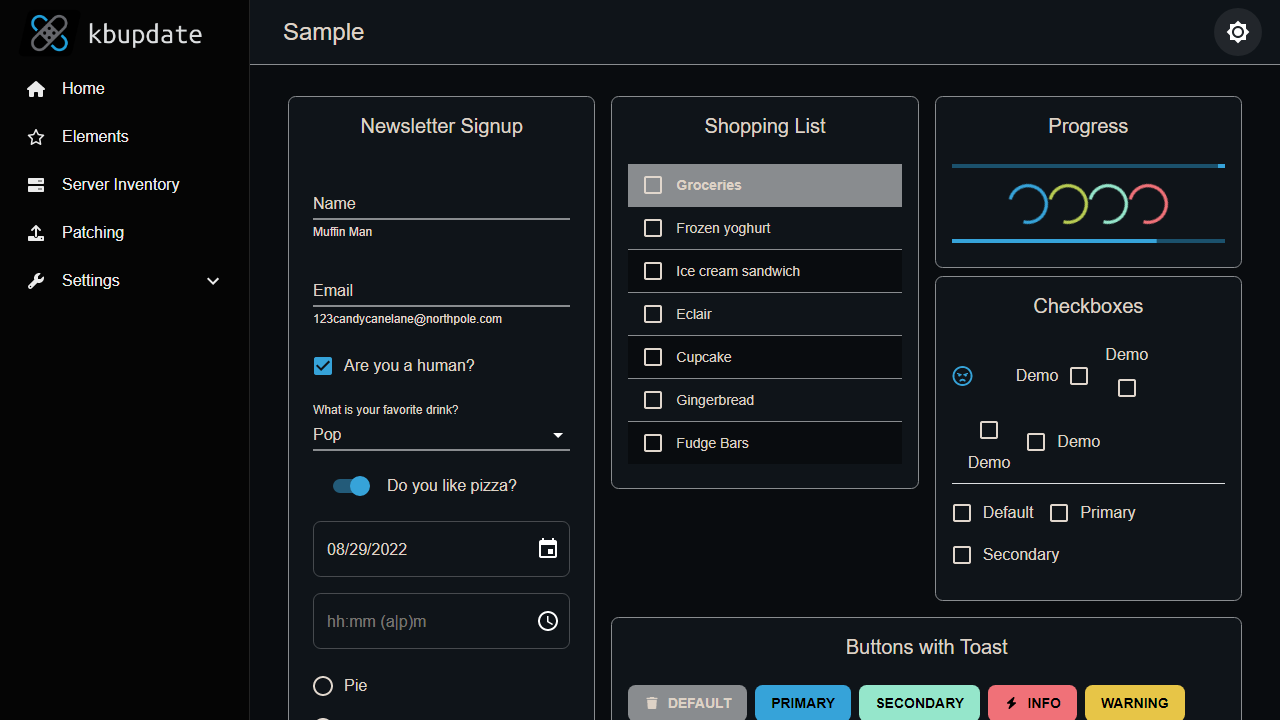 kbupdate
Home
Elements
Server Inventory
Patching
Settings
Sample
Newsletter Signup
Name
Muffin Man
Email
123candycanelane@northpole.com
Are you a human?
What is your favorite drink?
Pop
Do you like pizza?
08/29/2022
hh:mm (a|p)m
Pie
Shopping List
Groceries
Frozen yoghurt
Ice cream sandwich
Eclair
Cupcake
Gingerbread
Fudge Bars
Progress
Checkboxes
Demo
Demo
Demo
Demo
Default
Primary
Secondary
Buttons with Toast
DEFAULT
PRIMARY
SECONDARY
INFO
WARNING